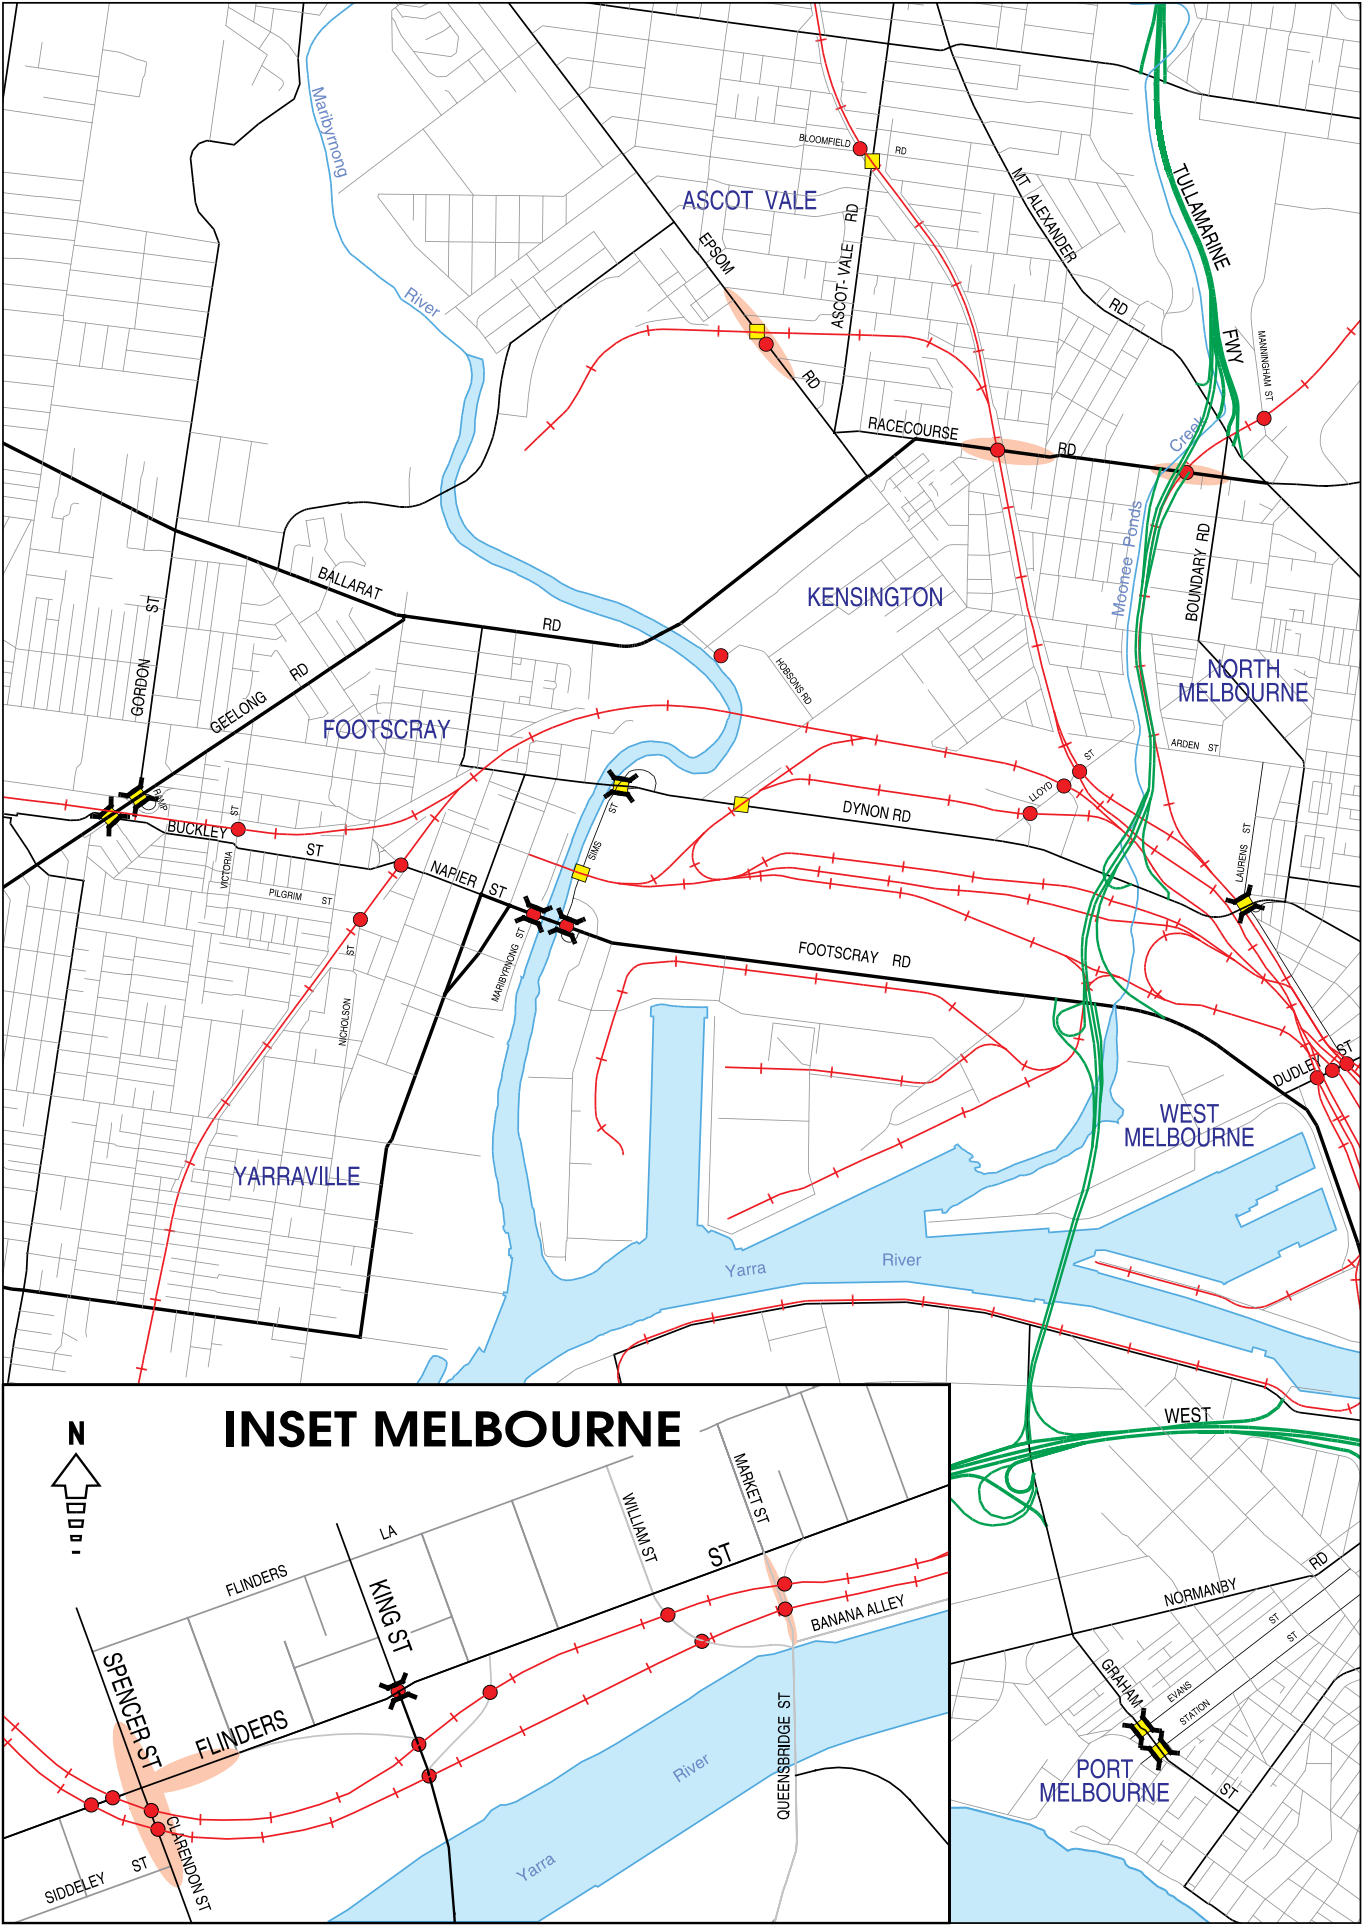 Maribyrnong
River
BLOOMFIELD
RD
ASCOT VALE
EPSOM
RD
ASCOT- VALE RD
MT ALEXANDER
RD
TULLAMARINE
FWY
MANNINGHAM ST
RACECOURSE
RD
Creek
Moonee Ponds
BOUNDARY RD
BALLARAT
RD
KENSINGTON
HOBSONS RD
NORTH
MELBOURNE
GORDON ST
GEELONG RD
FOOTSCRAY
ARDEN ST
RAMP
BUCKLEY
ST
VICTORIA ST
PILGRIM ST
NAPIER ST
SIMS ST
DYNON RD
LLOYD ST
LAURENS ST
MARIBYRNONG ST
NICHOLSON ST
FOOTSCRAY RD
DUDLEY ST
WEST
MELBOURNE
YARRAVILLE
Yarra
River
WEST
NORMANBY
RD
GRAHAM
ST
EVANS
ST
STATION
ST
PORT
MELBOURNE
INSET MELBOURNE
N
FLINDERS
LA
WILLIAM ST
MARKET ST
KING ST
ST
SPENCER ST
FLINDERS
BANANA ALLEY
QUEENSBRIDGE ST
CLARENDON ST
SIDDELEY
ST
River
Yarra